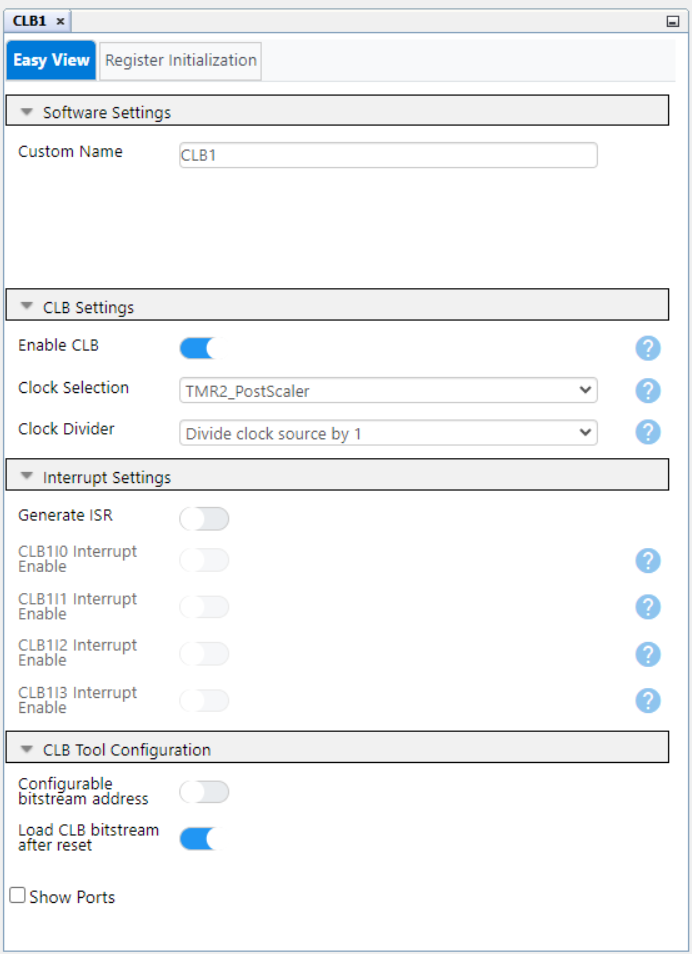 CLB1 ×
Easy View Register Initialization
Software Settings
Custom Name CLB1
CLB Settings
Enable CLB ?
Clock Selection TMR2_PostScaler ?
Clock Divider Divide clock source by 1 ?
Interrupt Settings
Generate ISR
CLB1I0 Interrupt
Enable ?
CLB1I1 Interrupt
Enable ?
CLB1I2 Interrupt
Enable ?
CLB1I3 Interrupt
Enable ?
CLB Tool Configuration
Configurable
bitstream address
Load CLB bitstream
after reset
Show Ports